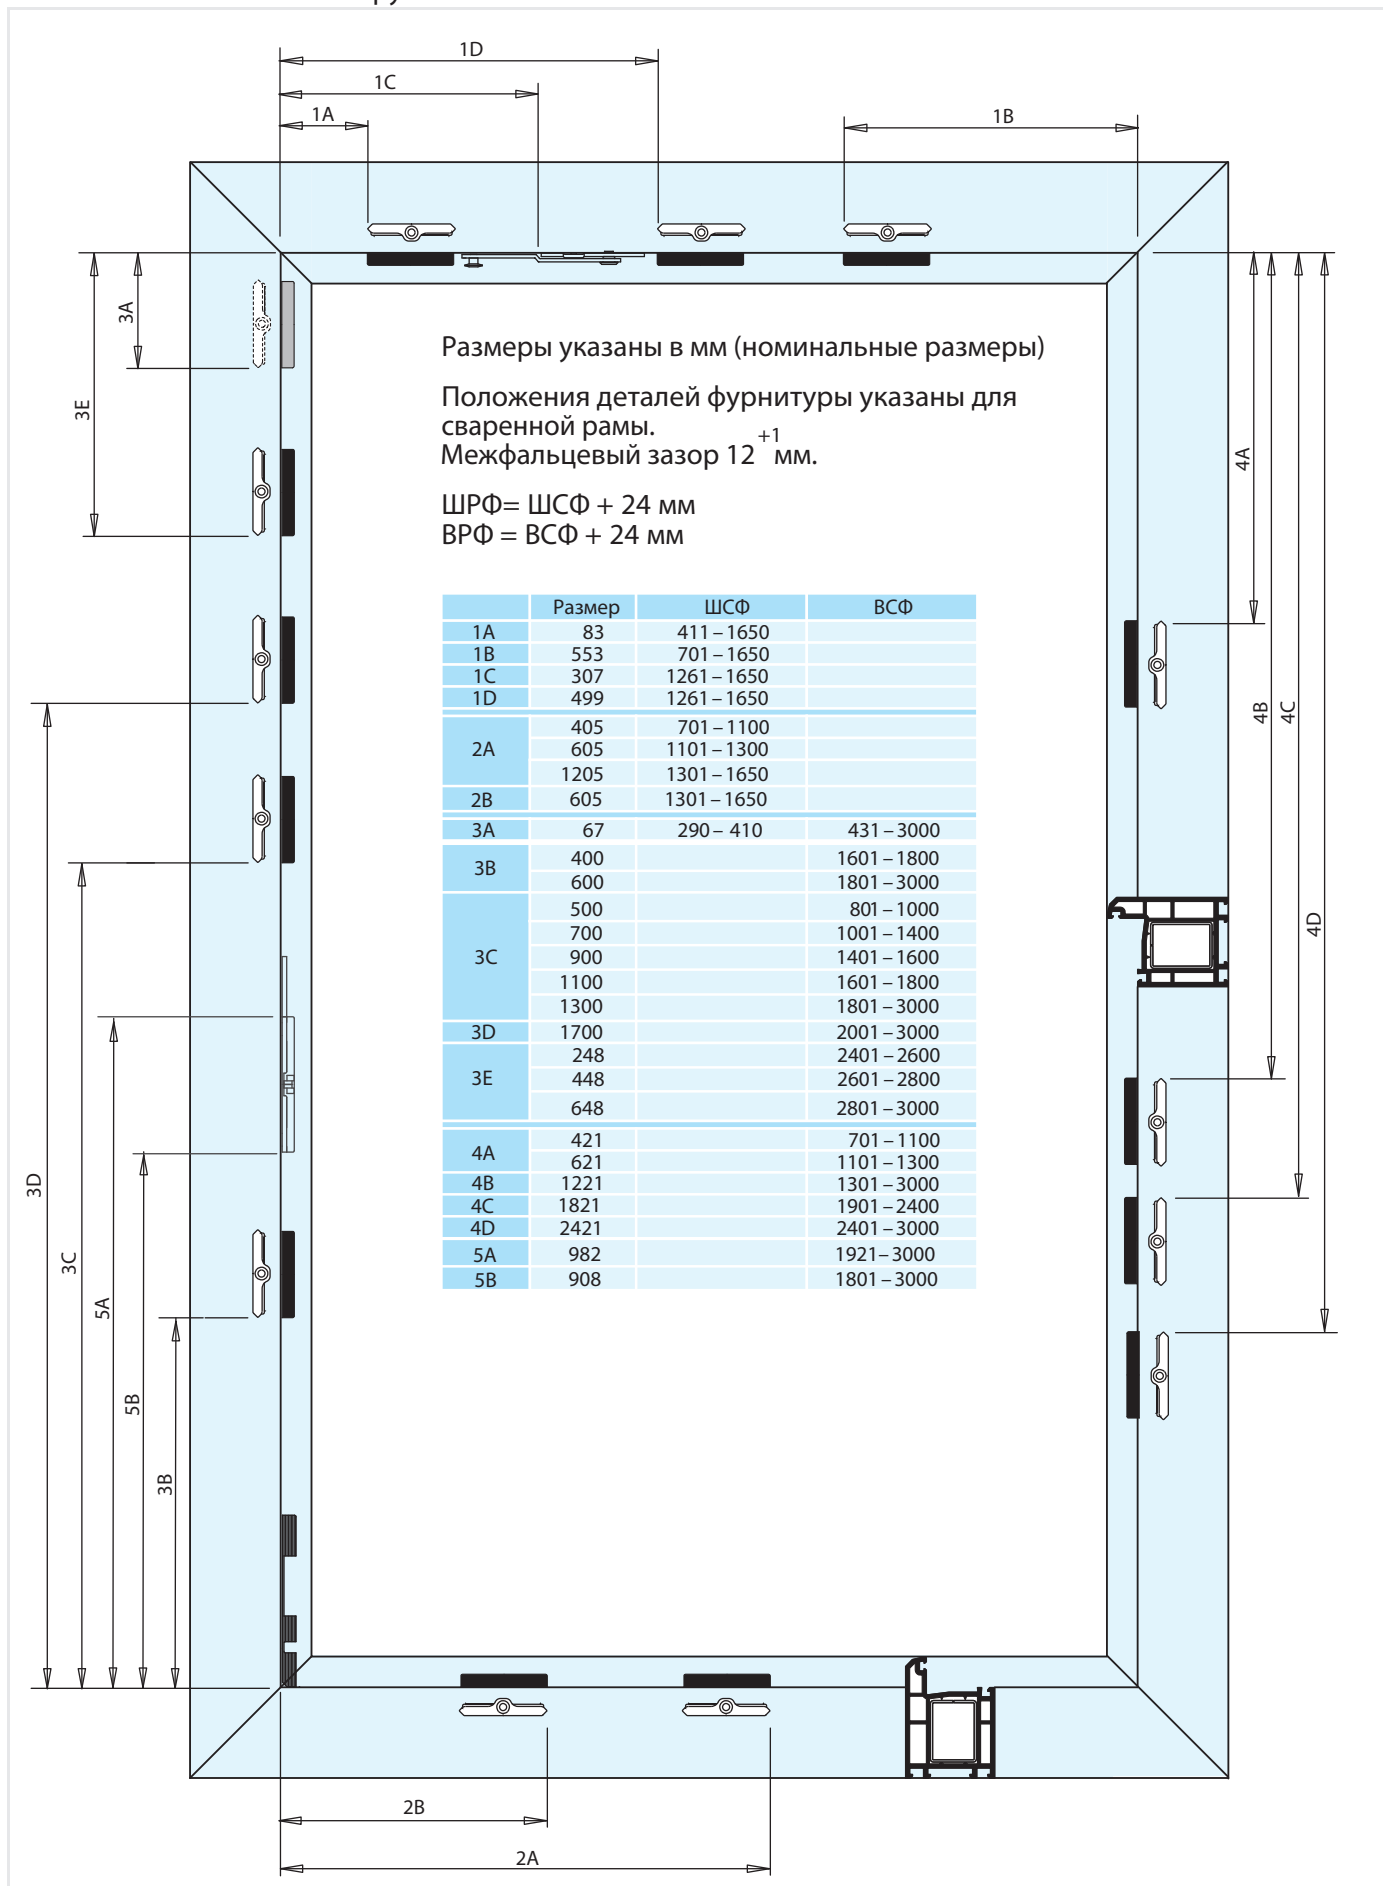 1D
1C
1A
1B
3A
3E
4A
4B
4C
4D
Размеры указаны в мм (номинальные размеры)
Положения деталей фурнитуры указаны для
сваренной рамы.
Межфальцевый зазор 12 +1 мм.
ШРФ= ШСФ + 24 мм
ВРФ = ВСФ + 24 мм
Размер ШСФ ВСФ
1A 83 411 – 1650
1B 553 701 – 1650
1C 307 1261 – 1650
1D 499 1261 – 1650
2A 405 701 – 1100
605 1101 – 1300
1205 1301 – 1650
2B 605 1301 – 1650
3A 67 290 – 410 431 – 3000
3B 400 1601 – 1800
600 1801 – 3000
3C 500 801 – 1000
700 1001 – 1400
900 1401 – 1600
1100 1601 – 1800
1300 1801 – 3000
3D 1700 2001 – 3000
3E 248 2401 – 2600
448 2601 – 2800
648 2801 – 3000
4A 421 701 – 1100
621 1101 – 1300
4B 1221 1301 – 3000
4C 1821 1901 – 2400
4D 2421 2401 – 3000
5A 982 1921– 3000
5B 908 1801 – 3000
3D
3C
5A
5B
3B
2B
2A